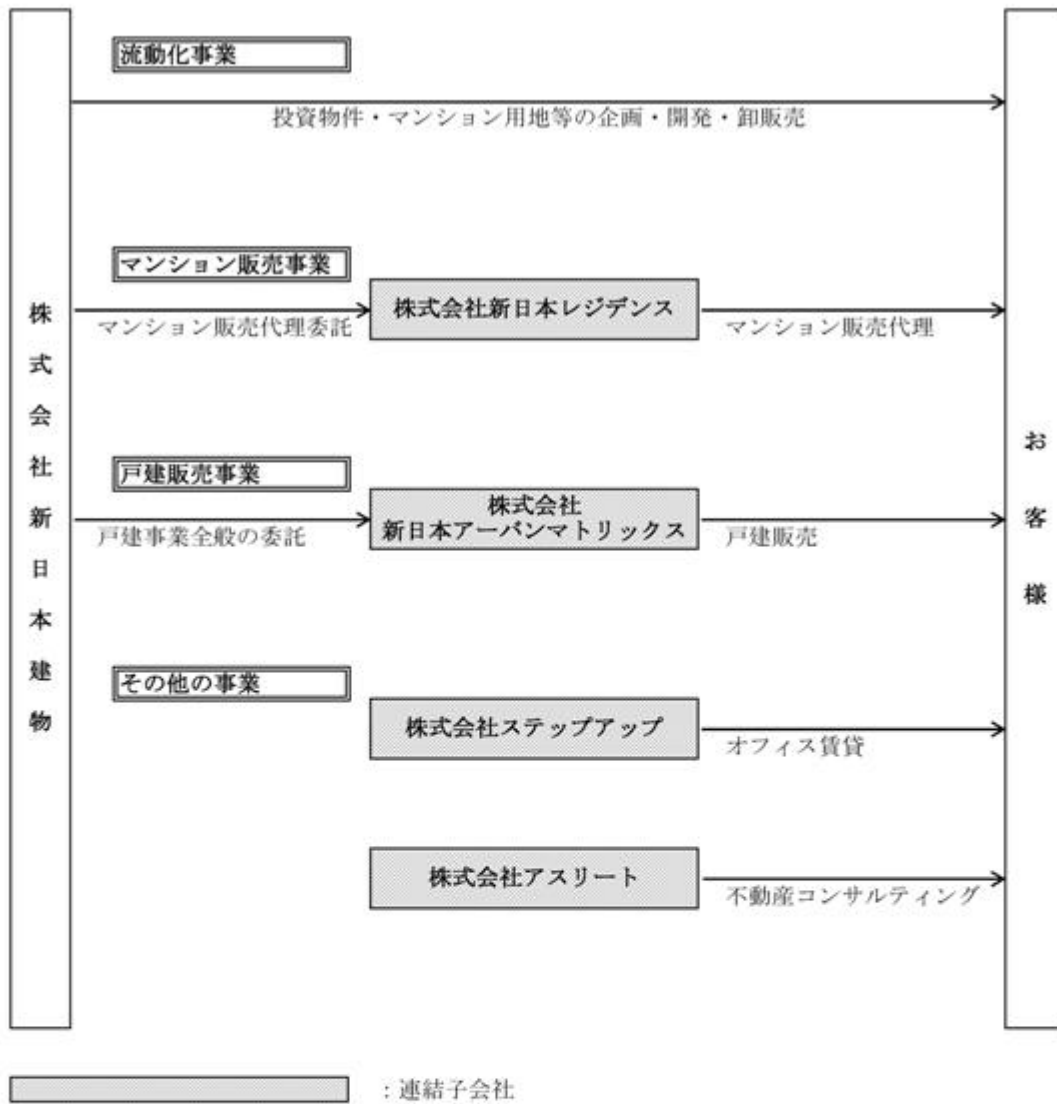 流動化事業
投資物件・マンション用地等の企画・開発・卸販売
株式会社新日本建物
マンション販売事業
マンション販売代理委託
株式会社新日本レジデンス
マンション販売代理
戸建販売事業
戸建事業全般の委託
株式会社
新日本アーバンマトリックス
戸建販売
その他の事業
株式会社ステップアップ
オフィス賃貸
株式会社アスリート
不動産コンサルティング
お客様
：連結子会社